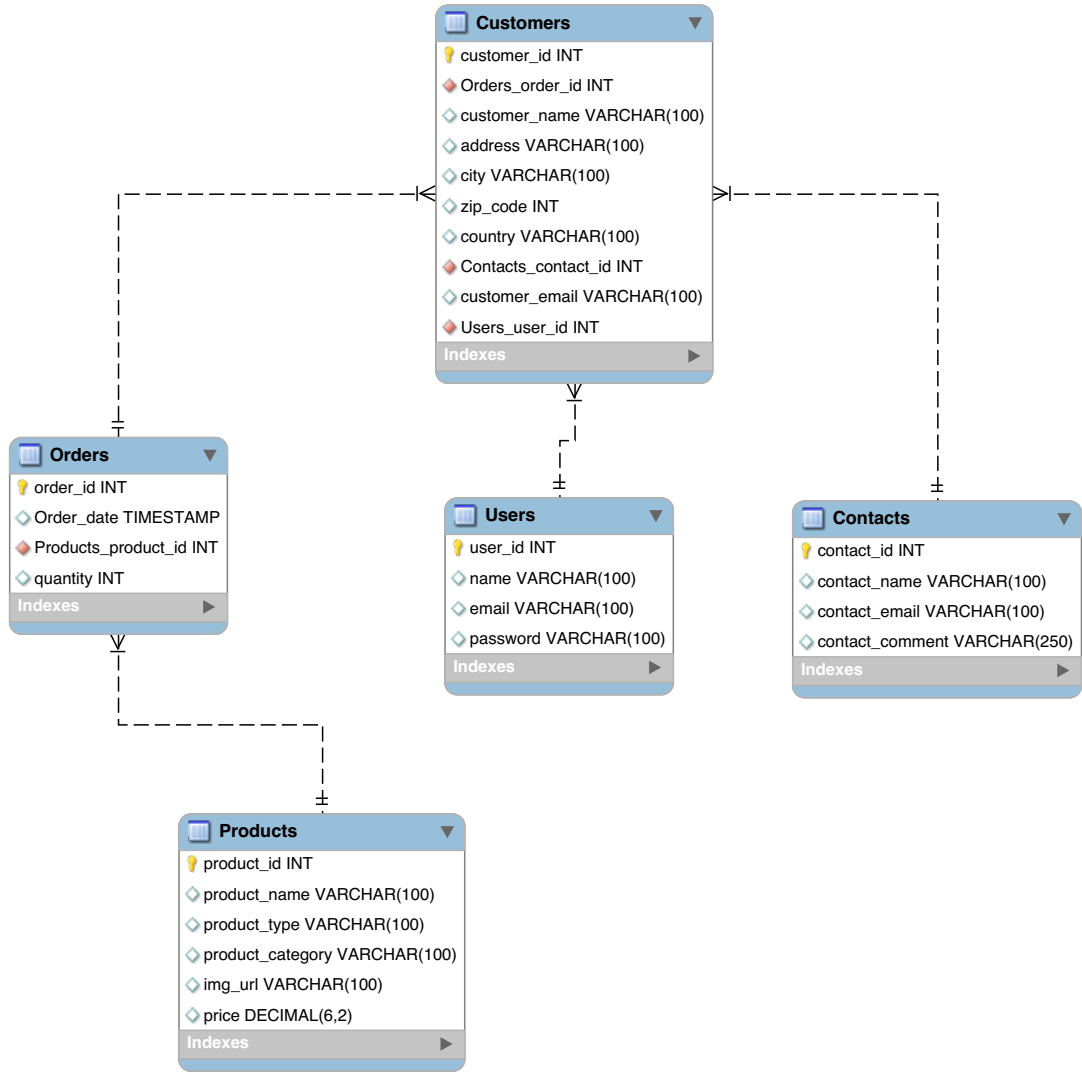 Customers
customer_id INT
Orders_order_id INT
customer_name VARCHAR(100)
address VARCHAR(100)
city VARCHAR(100)
zip_code INT
country VARCHAR(100)
Contacts_contact_id INT
customer_email VARCHAR(100)
Users_user_id INT
Indexes
Orders
order_id INT
Order_date TIMESTAMP
Products_product_id INT
quantity INT
Indexes
Users
user_id INT
name VARCHAR(100)
email VARCHAR(100)
password VARCHAR(100)
Indexes
Contacts
contact_id INT
contact_name VARCHAR(100)
contact_email VARCHAR(100)
contact_comment VARCHAR(250)
Indexes
Products
product_id INT
product_name VARCHAR(100)
product_type VARCHAR(100)
product_category VARCHAR(100)
img_url VARCHAR(100)
price DECIMAL(6,2)
Indexes